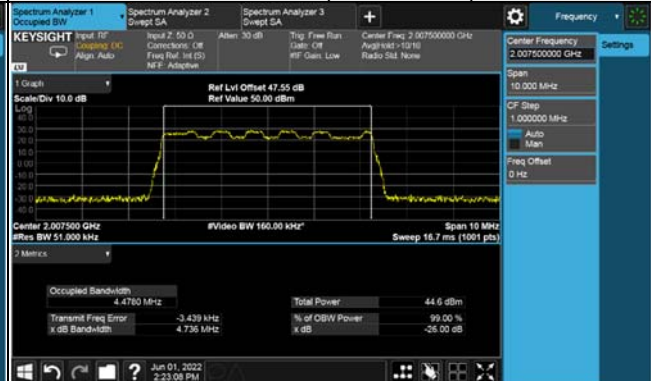 Spectrum Analyzer 1
Occupied BW
Spectrum Analyzer 2
Swept SA
Spectrum Analyzer 3
Swept SA
+
Frequency
KEYSIGHT
Input: RF
Coupling: DC
Align: Auto
Input Z: 50 Ω
Corrections: Off
Freq Ref: Int (S)
NFE: Adaptive
Atten: 30 dB
Trig: Free Run
Gate: Off
#IF Gain: Low
Center Freq: 2.007500000 GHz
Avg|Hold:>10/10
Radio Std: None
LXI
Center Frequency
2.007500000 GHz
Settings
Span
10.000 MHz
CF Step
1.000000 MHz
Auto
Man
Freq Offset
0 Hz
1 Graph
Scale/Div 10.0 dB
Ref Lvl Offset 47.55 dB
Ref Value 50.00 dBm
Log
40.0
30.0
20.0
10.0
0.00
-10.0
-20.0
-30.0
-40.0
Center 2.007500 GHz
#Res BW 51.000 kHz
#Video BW 160.00 kHz*
Span 10 MHz
Sweep 16.7 ms (1001 pts)
2 Metrics
Occupied Bandwidth
4.4780 MHz
Total Power
44.6 dBm
Transmit Freq Error
-3.439 kHz
% of OBW Power
99.00 %
x dB Bandwidth
4.736 MHz
x dB
-26.00 dB
?
Jun 01, 2022
2:23:08 PM